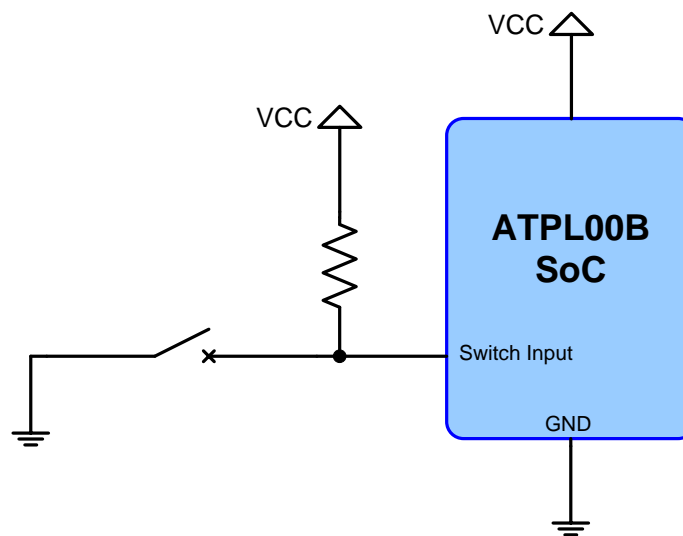 VCC
VCC
ATPL00B
SoC
Switch Input
GND